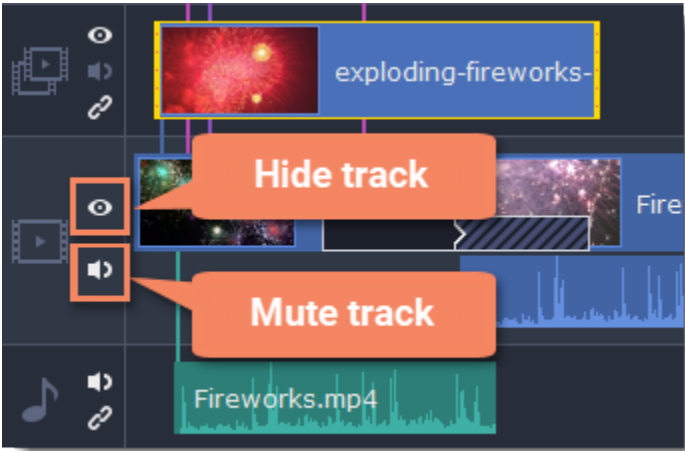 exploding-fireworks-
Hide track
Fire
Mute track
Fireworks.mp4